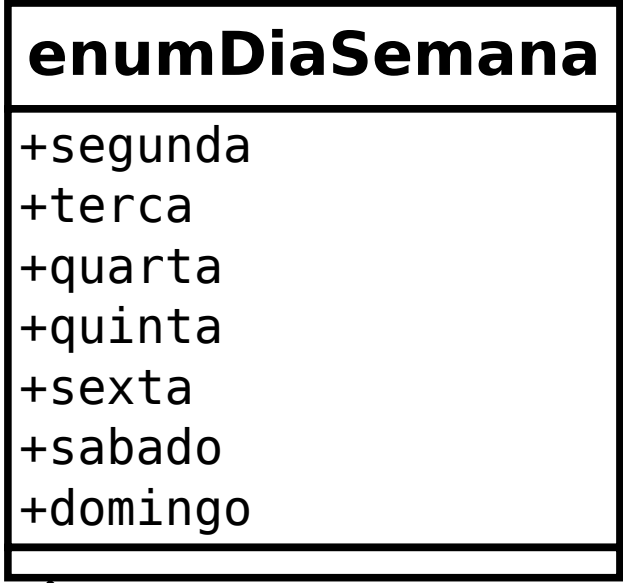 enumDiaSemana
+segunda
+terca
+quarta
+quinta
+sexta
+sabado
+domingo